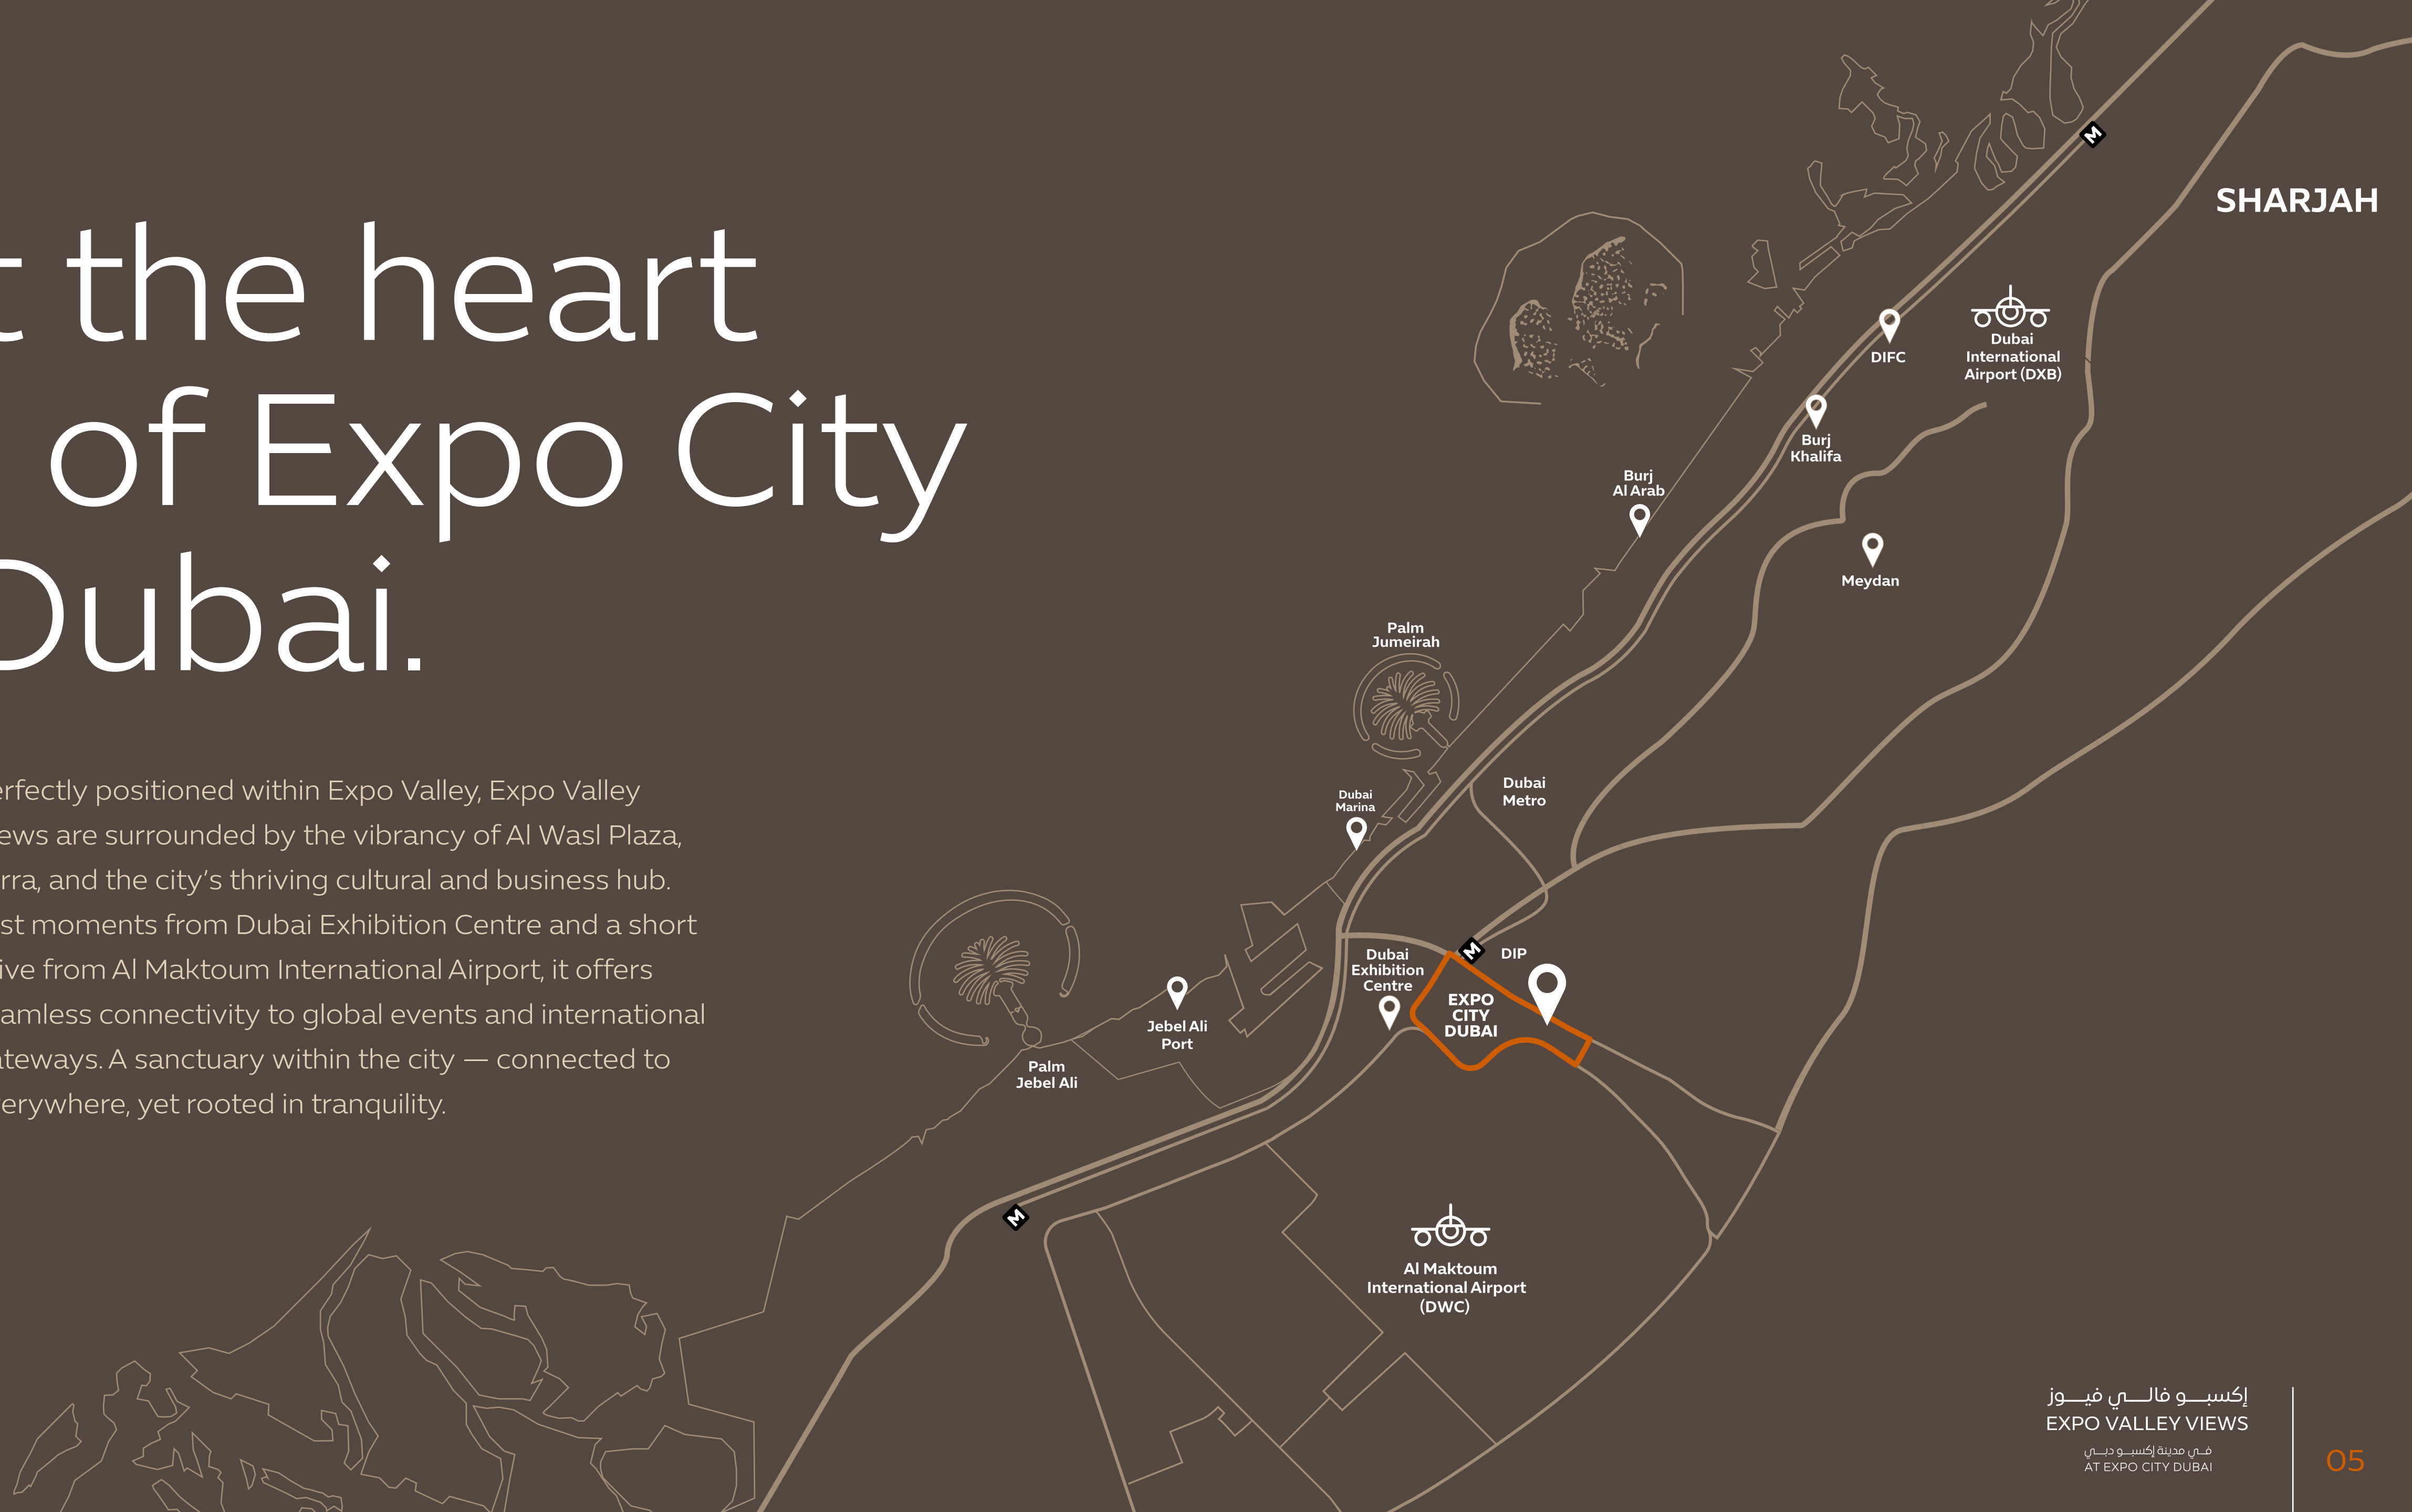 t the heart
of Expo City
Dubai.
erfectly positioned within Expo Valley, Expo Valley
ews are surrounded by the vibrancy of Al Wasl Plaza,
rra, and the city's thriving cultural and business hub.
st moments from Dubai Exhibition Centre and a short
ive from Al Maktoum International Airport, it offers
amless connectivity to global events and international
ateways. A sanctuary within the city — connected to
erywhere, yet rooted in tranquility.
M
SHARJAH
Dubai
International
Airport (DXB)
DIFC
Burj
Khalifa
Burj
Al Arab
Meydan
Palm
Jumeirah
Dubai
Metro
Dubai
Marina
M
DIP
Dubai
Exhibition
Centre
EXPO
CITY
DUBAI
Jebel Ali
Port
Palm
Jebel Ali
M
Al Maktoum
International Airport
(DWC)
إكسبو فالي فيوز
EXPO VALLEY VIEWS
في مدينة إكسبو دبي
AT EXPO CITY DUBAI
05